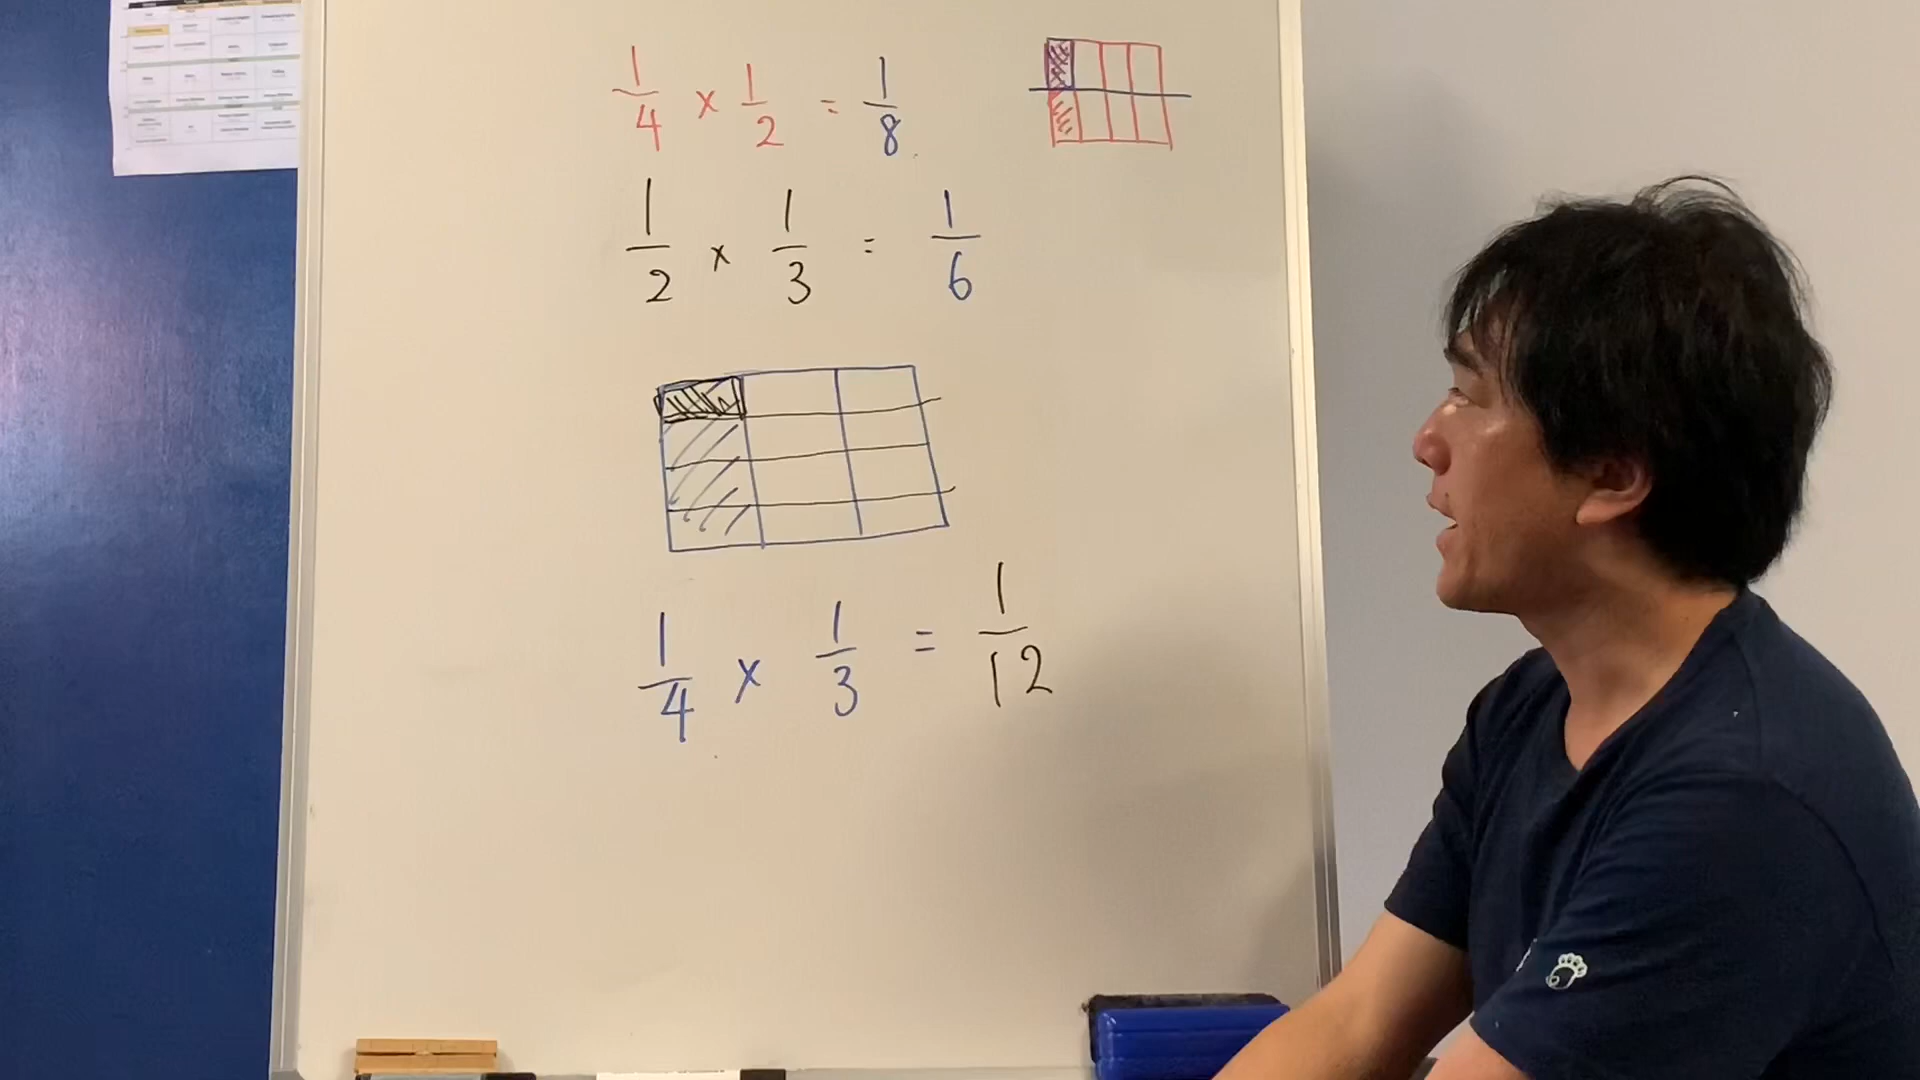 1/4 × 1/2 = 1/8
1/2 × 1/3 = 1/6
1/4 × 1/3 = 1/12